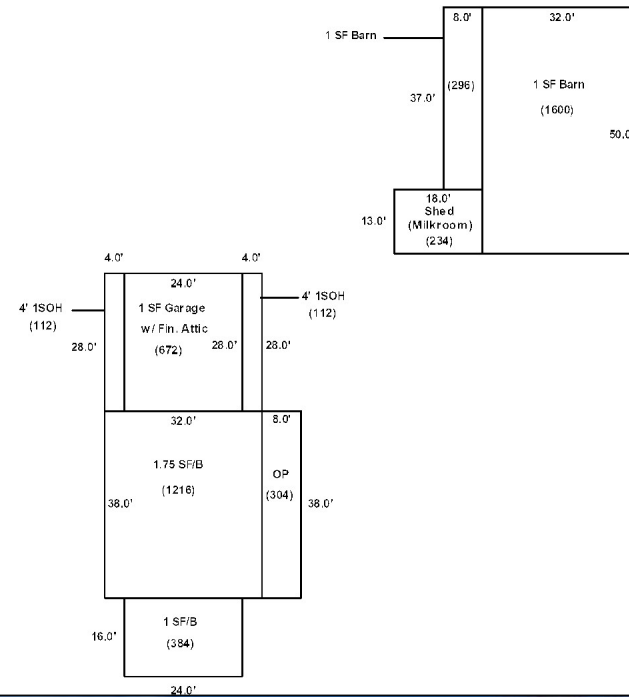 8.0'
32.0'
1 SF Barn
(296)
1 SF Barn
37.0'
(1600)
50.0
18.0'
Shed
(Milkroom)
(234)
13.0'
4.0'
4.0'
24.0'
4' 1SOH
(112)
1 SF Garage
w/ Fin. Attic
(672)
4' 1SOH
(112)
28.0'
28.0'
28.0'
32.0'
8.0'
1.75 SF/B
(1216)
OP
(304)
38.0'
38.0'
1 SF/B
(384)
16.0'
24.0'